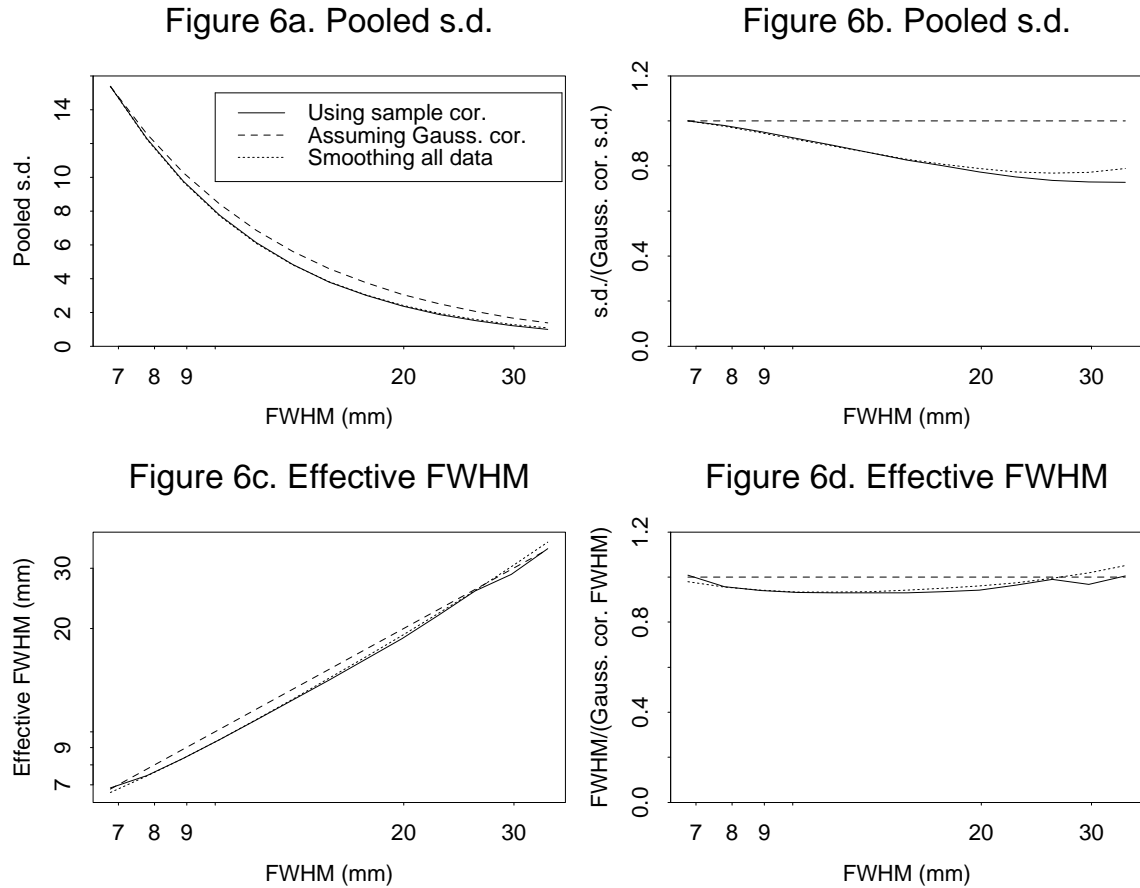 Figure 6a. Pooled s.d.
Pooled s.d.
0 2 4 6 8 10 14
Using sample cor.
Assuming Gauss. cor.
Smoothing all data
7 8 9 20 30
FWHM (mm)
Figure 6b. Pooled s.d.
s.d./(Gauss. cor. s.d.)
0.0 0.4 0.8 1.2
7 8 9 20 30
FWHM (mm)
Figure 6c. Effective FWHM
Effective FWHM (mm)
7 9 20 30
7 8 9 20 30
FWHM (mm)
Figure 6d. Effective FWHM
FWHM/(Gauss. cor. FWHM)
0.0 0.4 0.8 1.2
7 8 9 20 30
FWHM (mm)